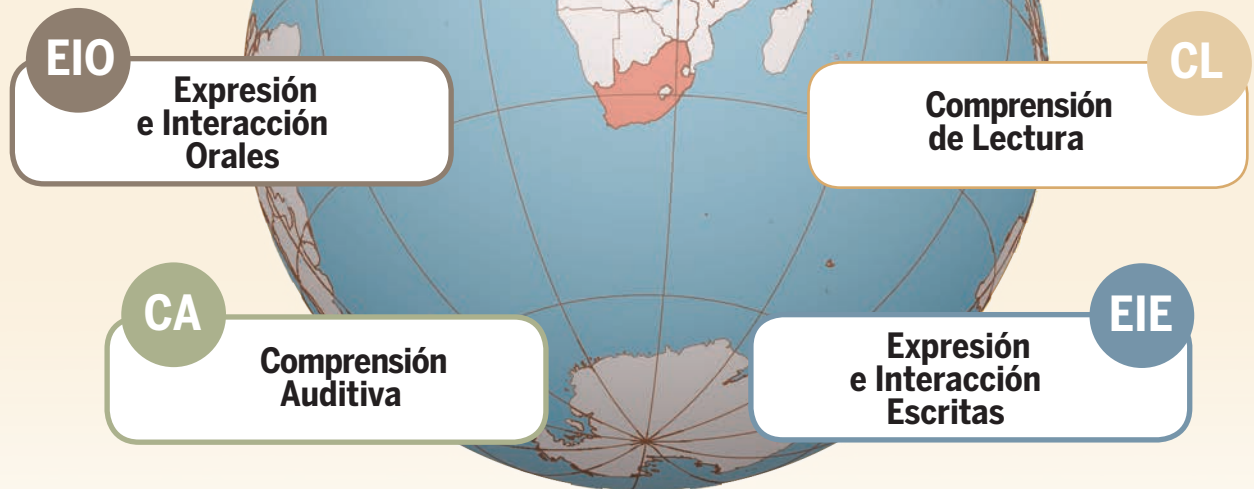 EIO
Expresión
e Interacción
Orales
CL
Comprensión
de Lectura
CA
Comprensión
Auditiva
EIE
Expresión
e Interacción
Escritas